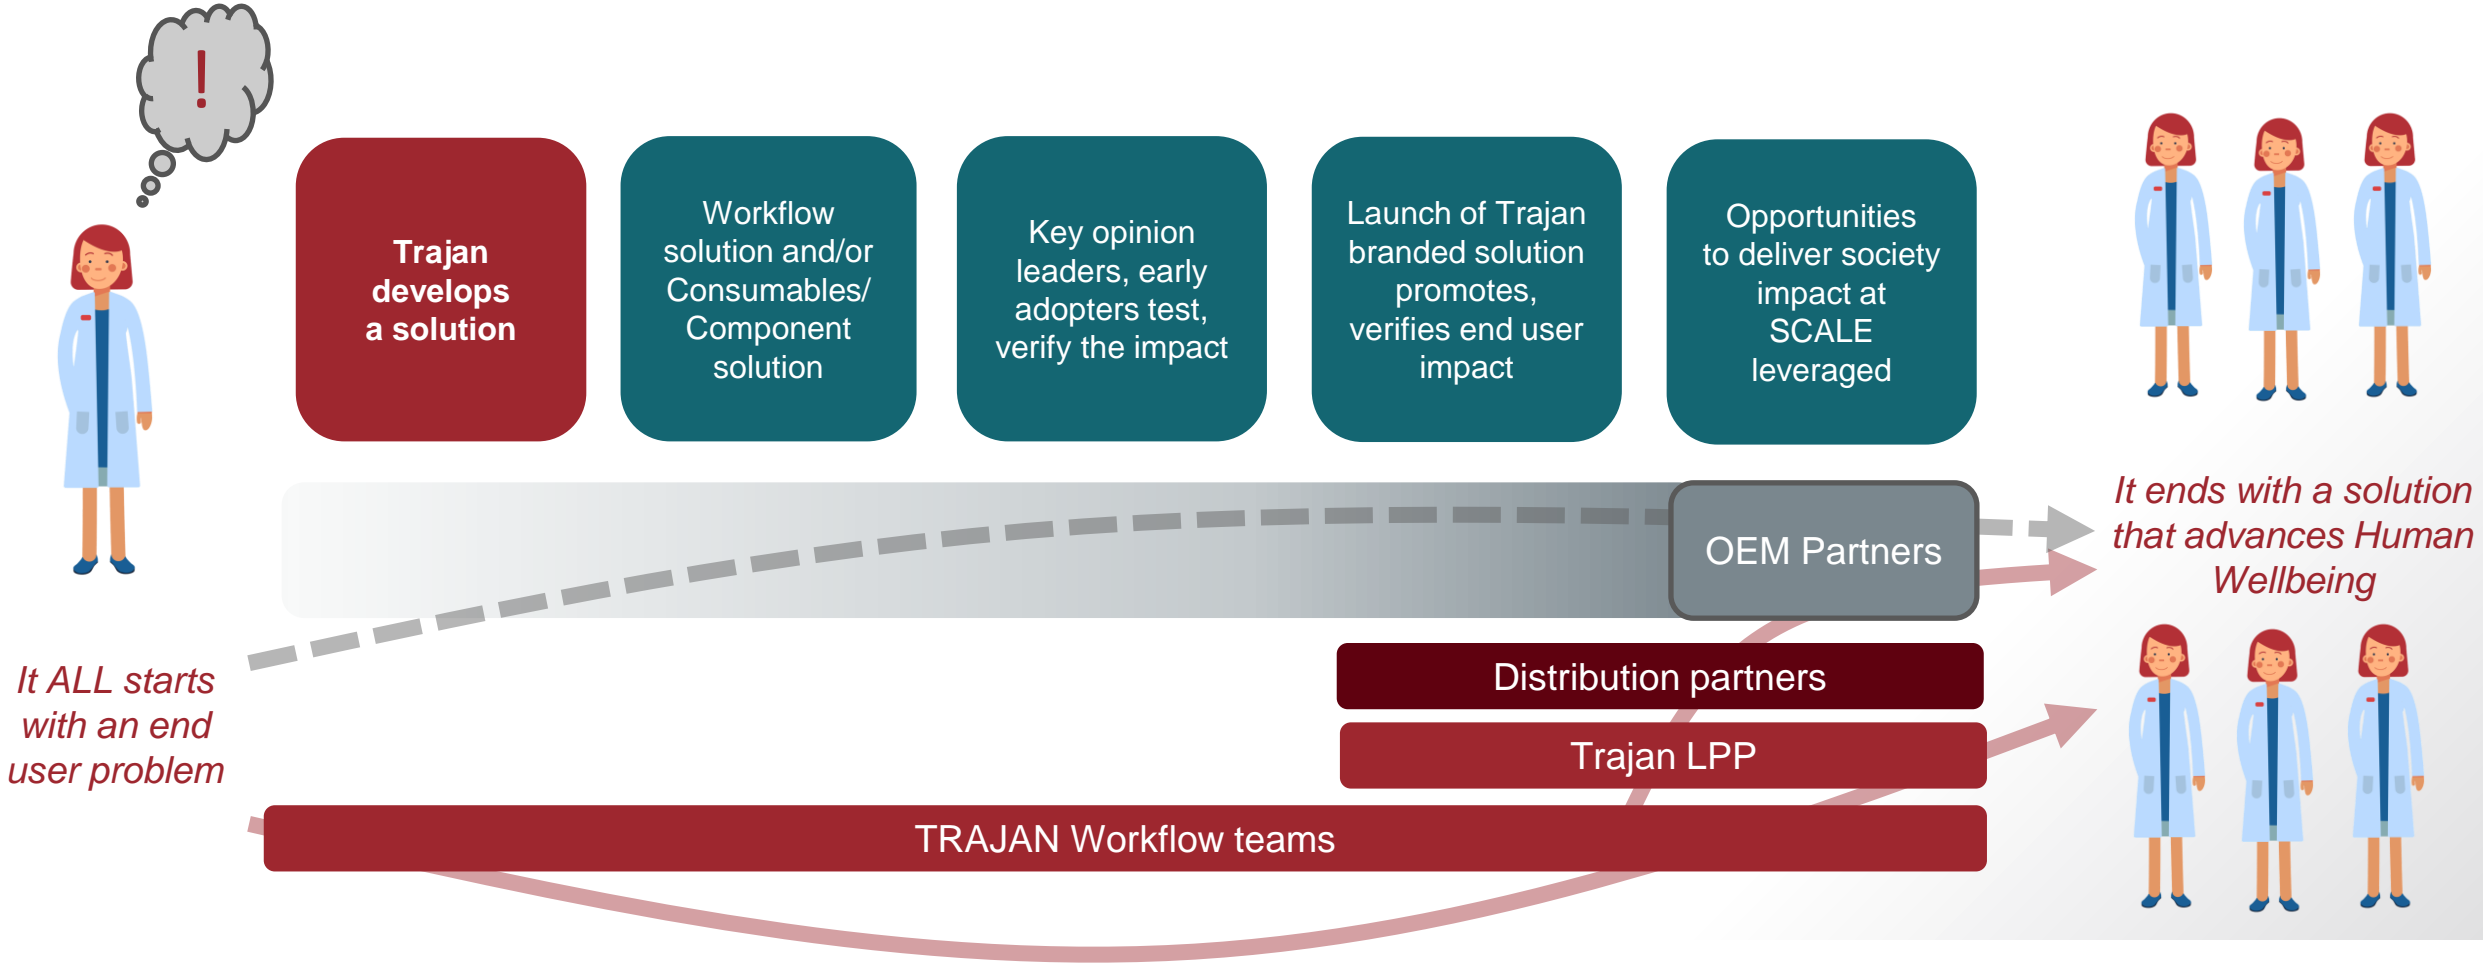 !
Trajan
develops
a solution
Workflow
solution and/or
Consumables/
Component
solution
Key opinion
leaders, early
adopters test,
verify the impact
Launch of Trajan
branded solution
promotes,
verifies end user
impact
Opportunities
to deliver society
impact at
SCALE
leveraged
It ends with a solution
that advances Human
Wellbeing
OEM Partners
Distribution partners
Trajan LPP
TRAJAN Workflow teams
It ALL starts
with an end
user problem